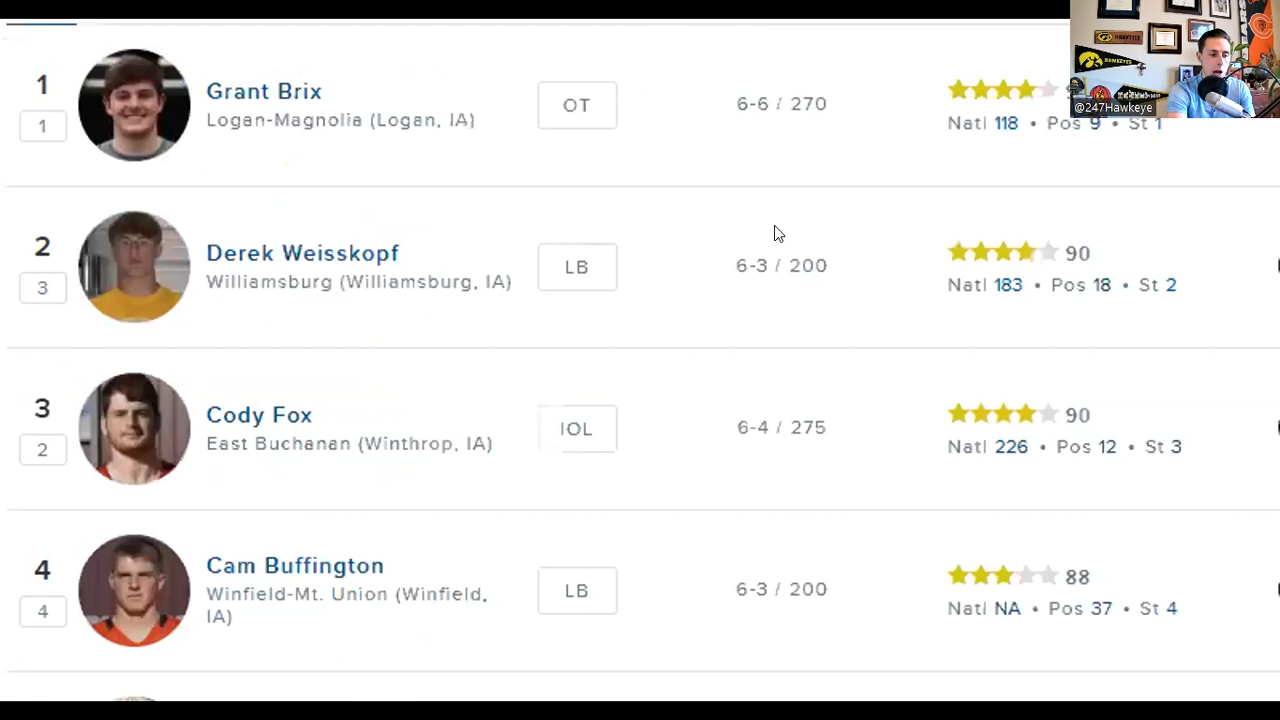 1
1
Grant Brix
Logan-Magnolia (Logan, IA)
OT
6-6 / 270
Natl 118 • Pos 9 • St 1
2
3
Derek Weisskopf
Williamsburg (Williamsburg, IA)
LB
6-3 / 200
90
Natl 183 • Pos 18 • St 2
3
2
Cody Fox
East Buchanan (Winthrop, IA)
IOL
6-4 / 275
90
Natl 226 • Pos 12 • St 3
4
4
Cam Buffington
Winfield-Mt. Union (Winfield,
IA)
LB
6-3 / 200
88
Natl NA • Pos 37 • St 4
HAWKEYES
@247Hawkeye